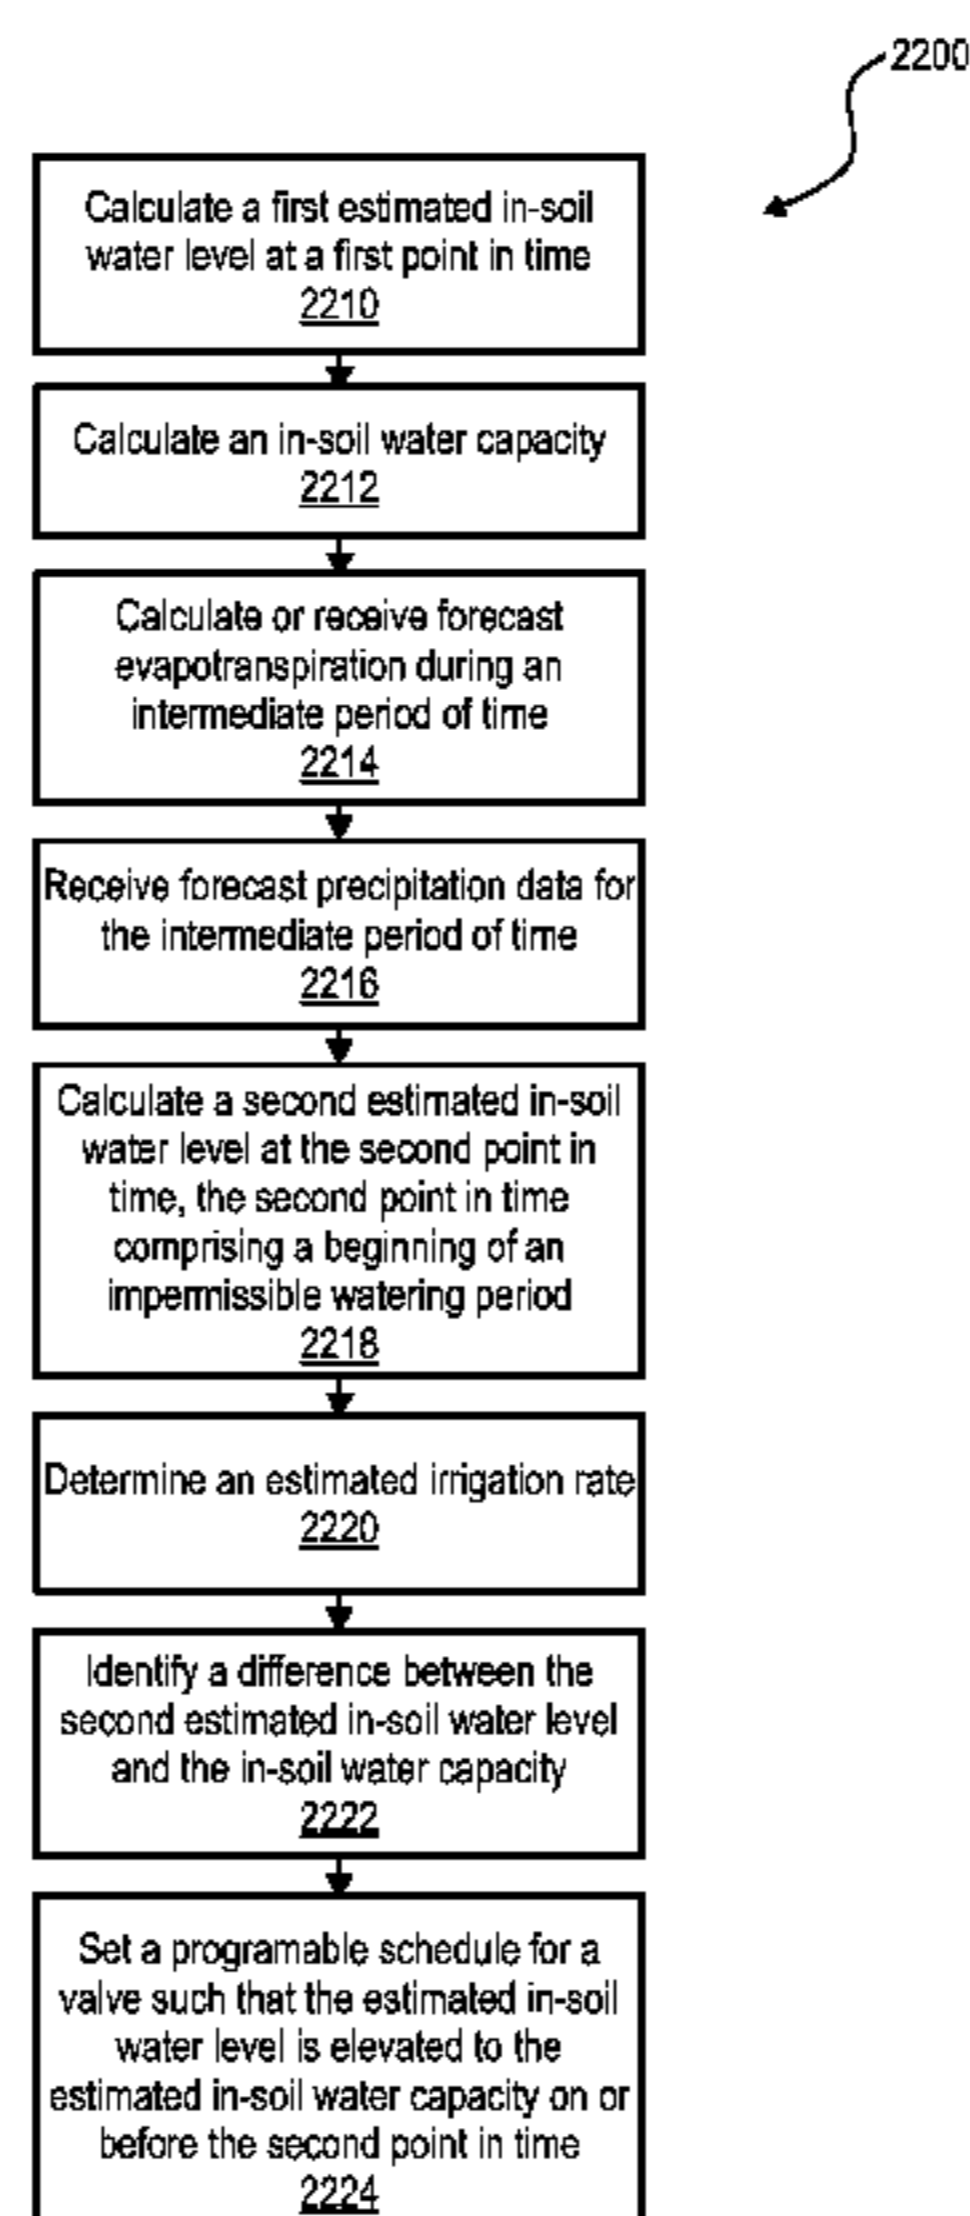 2200
Calculate a first estimated in-soil
water level at a first point in time
2210
Calculate an in-soil water capacity
2212
Calculate or receive forecast
evapotranspiration during an
intermediate period of time
2214
Receive forecast precipitation data for
the intermediate period of time
2216
Calculate a second estimated in-soil
water level at the second point in
time, the second point in time
comprising a beginning of an
impermissible watering period
2218
Determine an estimated irrigation rate
2220
Identify a difference between the
second estimated in-soil water level
and the in-soil water capacity
2222
Set a programable schedule for a
valve such that the estimated in-soil
water level is elevated to the
estimated in-soil water capacity on or
before the second point in time
2224